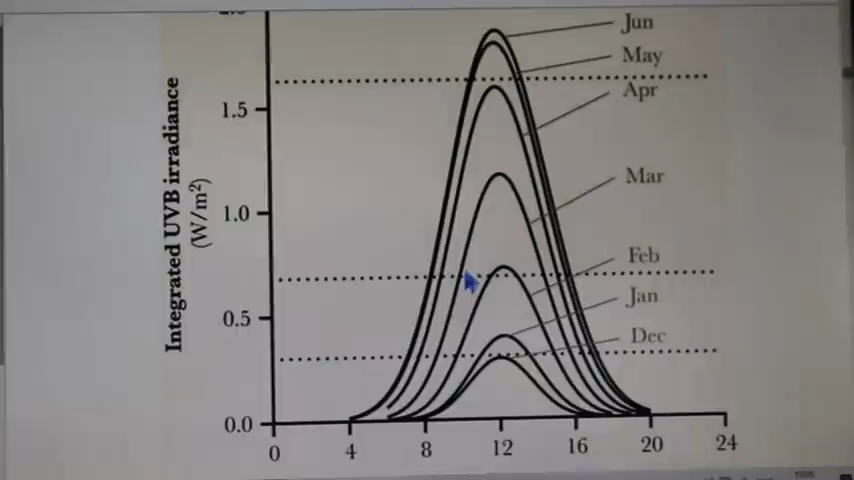 Jun
May
Apr
1.5
Mar
Integrated UVB irradiance
(W/m²)
1.0
Feb
Jan
0.5
Dec
0.0
0 4 8 12 16 20 24